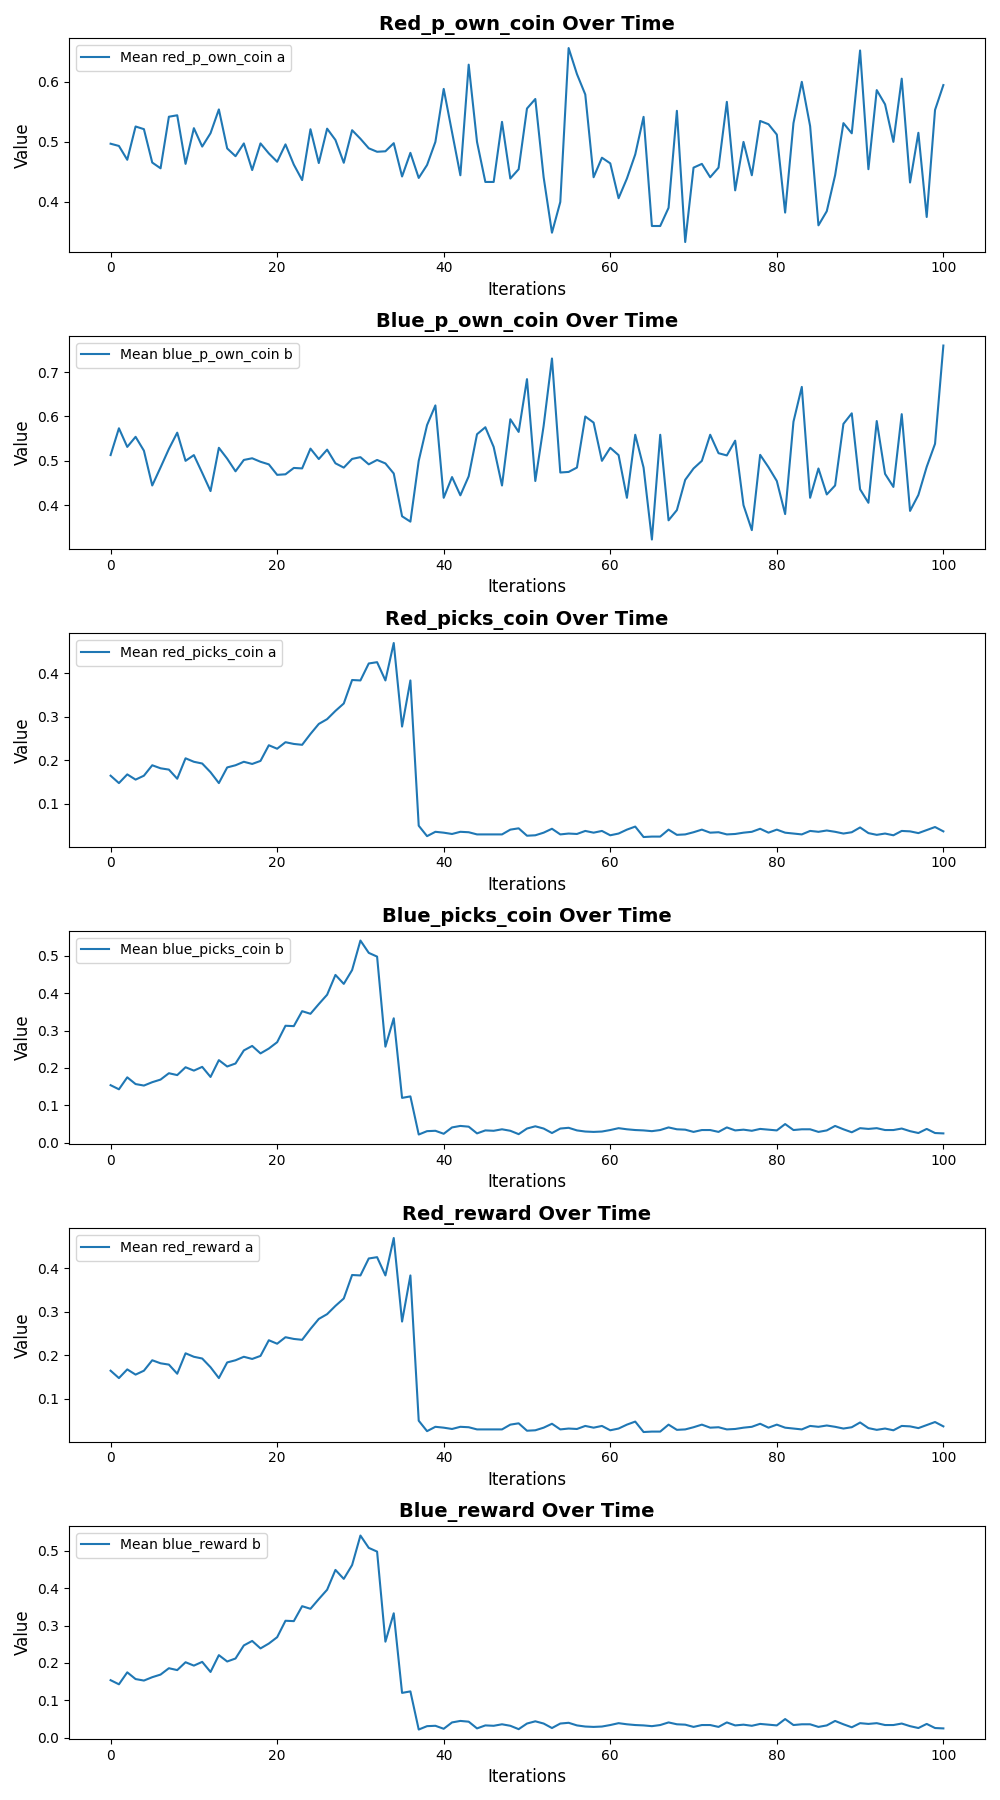 Red_p_own_coin Over Time
Mean red_p_own_coin a
Value
0.6
0.5
0.4
0 20 40 60 80 100
Iterations
Blue_p_own_coin Over Time
Mean blue_p_own_coin b
Value
0.7
0.6
0.5
0.4
0 20 40 60 80 100
Iterations
Red_picks_coin Over Time
Mean red_picks_coin a
Value
0.4
0.3
0.2
0.1
0 20 40 60 80 100
Iterations
Blue_picks_coin Over Time
Mean blue_picks_coin b
Value
0.5
0.4
0.3
0.2
0.1
0.0
0 20 40 60 80 100
Iterations
Red_reward Over Time
Mean red_reward a
Value
0.4
0.3
0.2
0.1
0 20 40 60 80 100
Iterations
Blue_reward Over Time
Mean blue_reward b
Value
0.5
0.4
0.3
0.2
0.1
0.0
0 20 40 60 80 100
Iterations